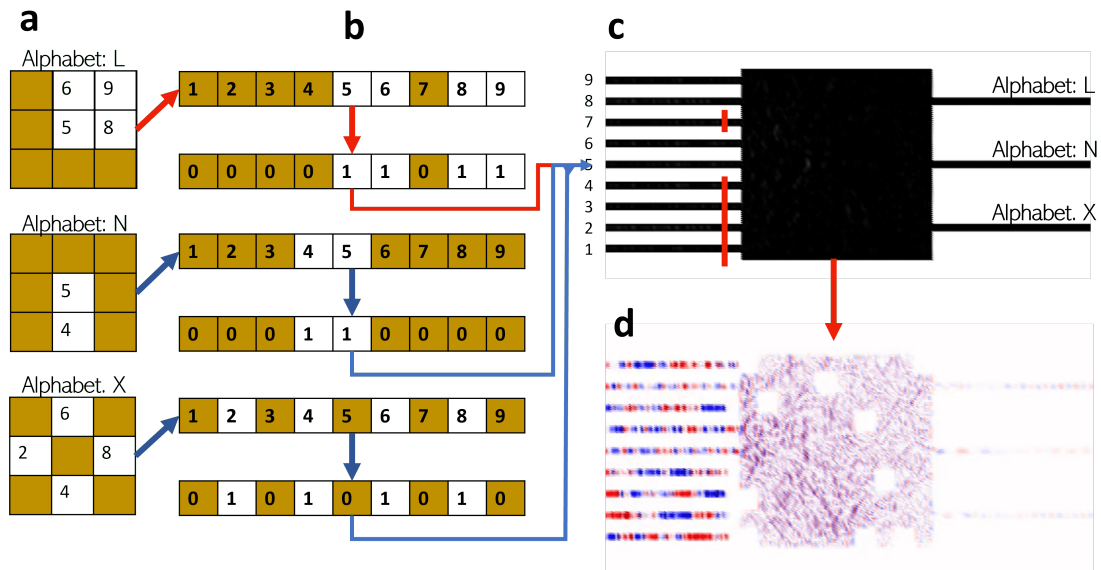 a
b
c
Alphabet: L
6 9
5 8
1 2 3 4 5 6 7 8 9
0 0 0 0 1 1 0 1 1
Alphabet: N
5
4
1 2 3 4 5 6 7 8 9
0 0 0 1 1 0 0 0 0
Alphabet. X
6
2 8
4
1 2 3 4 5 6 7 8 9
0 1 0 1 0 1 0 1 0
9
8
7
6
5
4
3
2
1
Alphabet: L
Alphabet: N
Alphabet. X
d